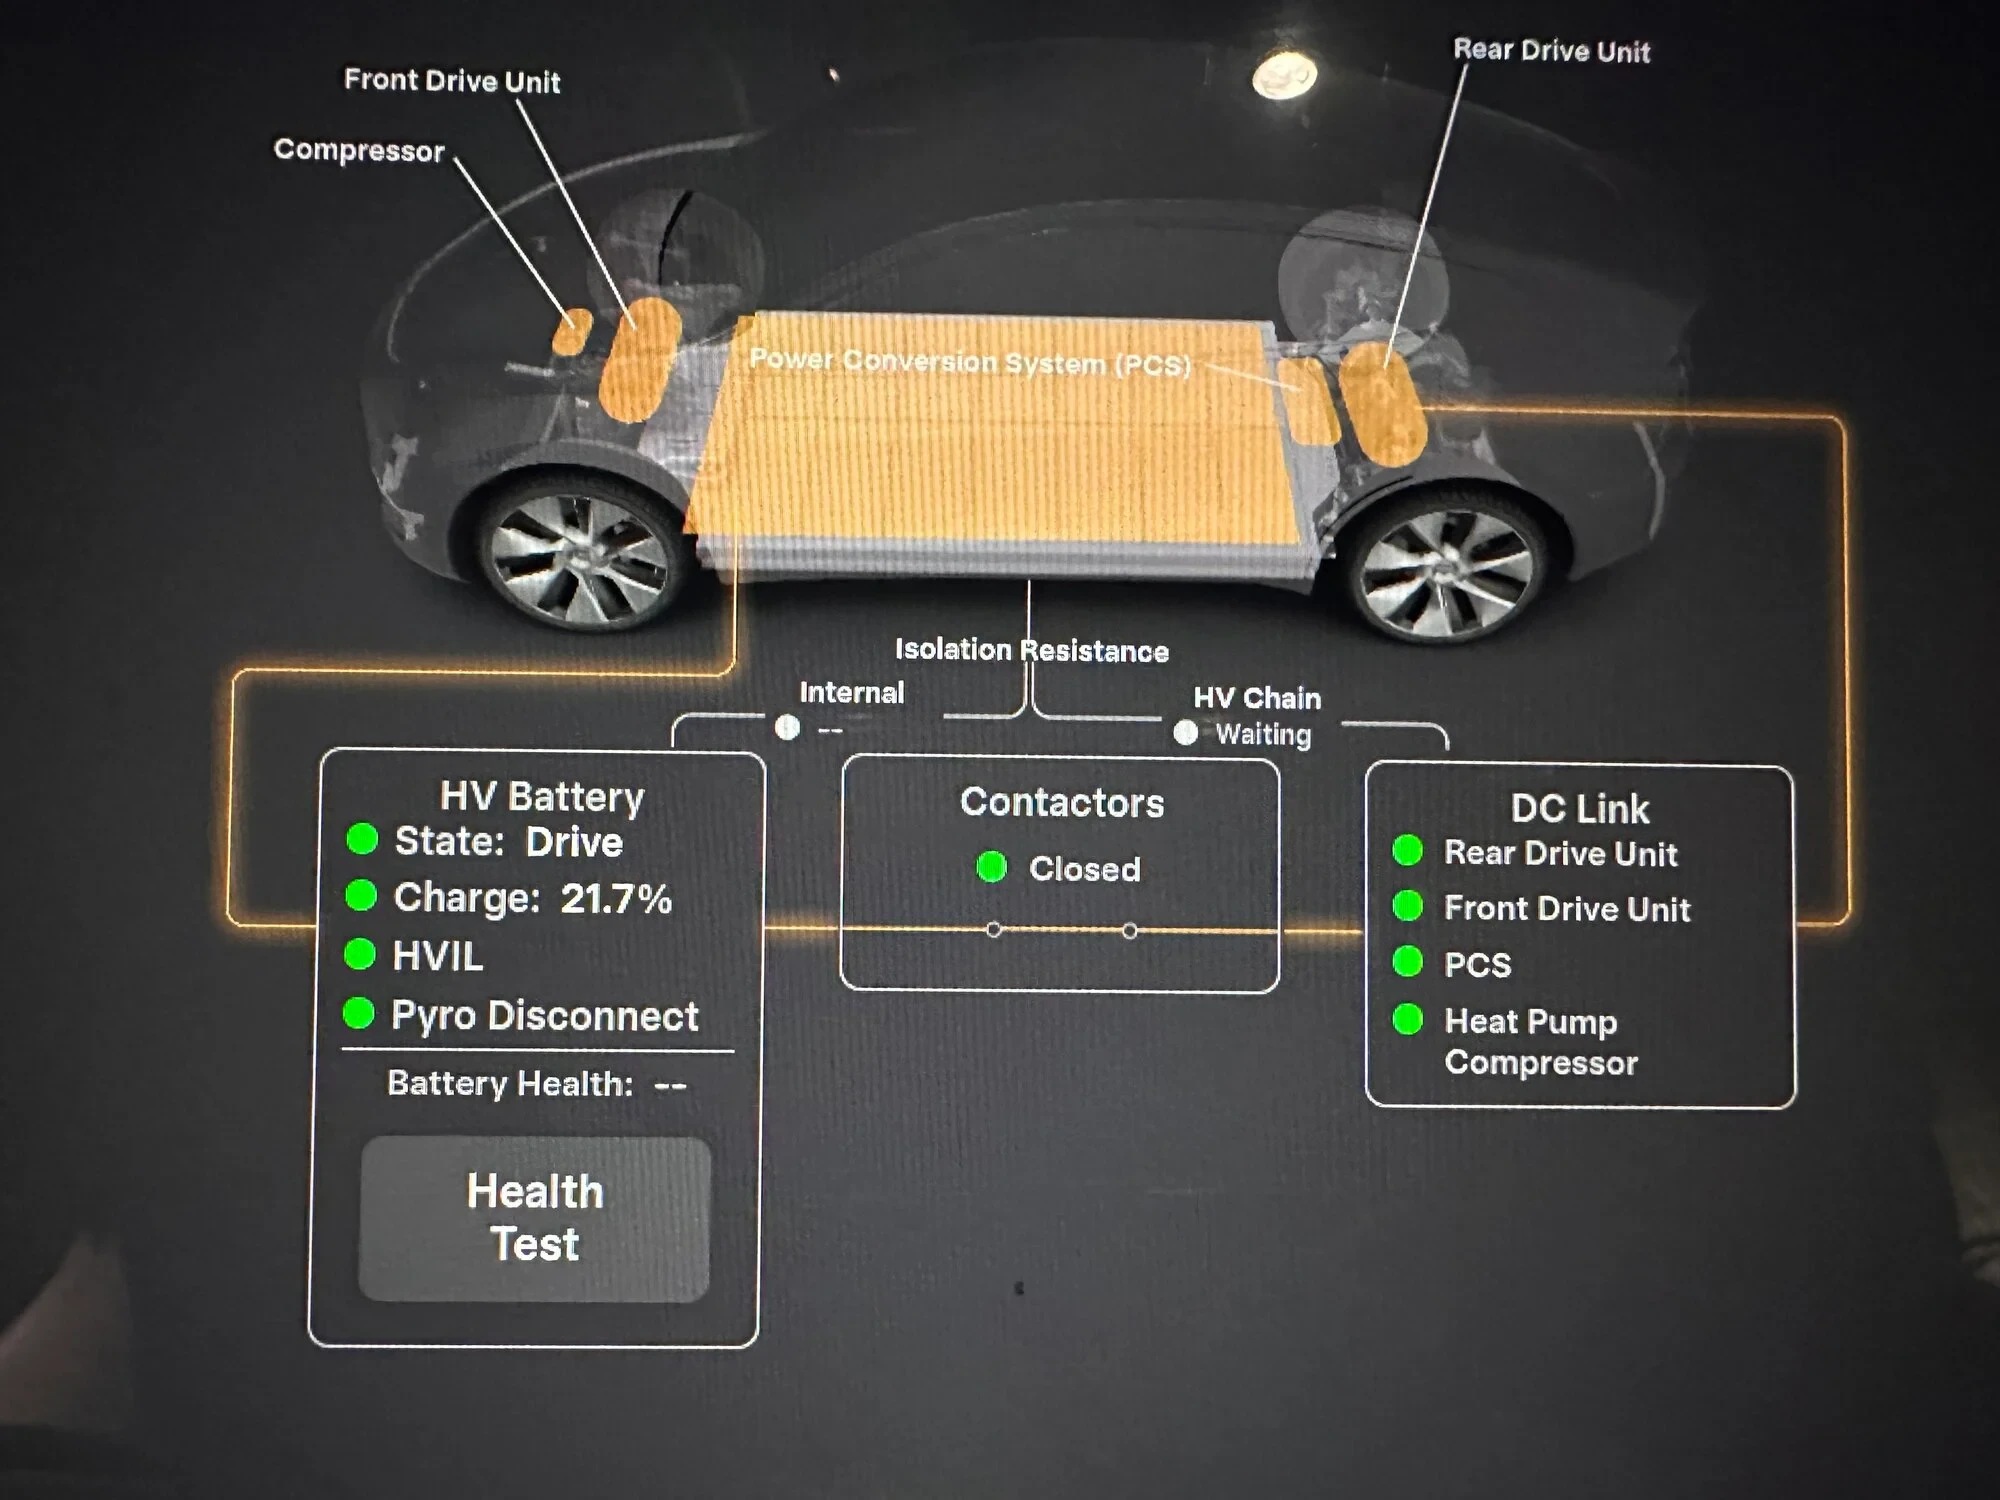 Front Drive Unit
Rear Drive Unit
Compressor
Power Conversion System (PCS)
Isolation Resistance
Internal
--
HV Chain
Waiting
HV Battery
State: Drive
Charge: 21.7%
HVIL
Pyro Disconnect
Battery Health: --
Health
Test
Contactors
Closed
DC Link
Rear Drive Unit
Front Drive Unit
PCS
Heat Pump
Compressor